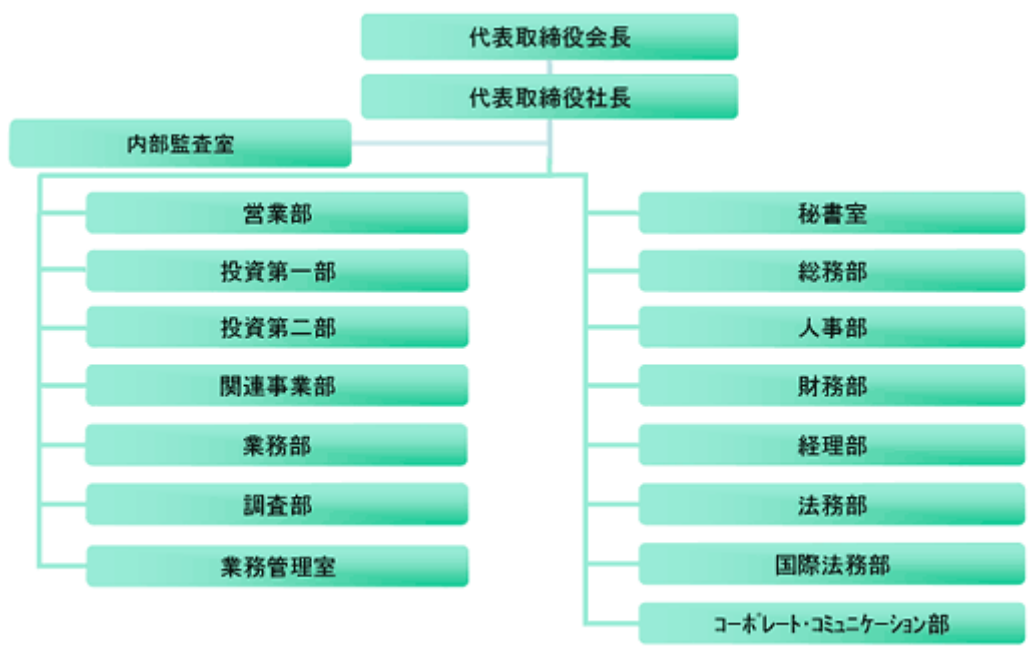 代表取締役会長
代表取締役社長
内部監査室
営業部
投資第一部
投資第二部
関連事業部
業務部
調査部
業務管理室
秘書室
総務部
人事部
財務部
経理部
法務部
国際法務部
ｺｰﾎﾟﾚｰﾄ・ｺﾐｭﾆｹｰｼｮﾝ部